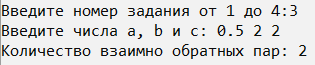 Введите номер задания от 1 до 4:3
Введите числа a, b и c: 0.5 2 2
Количество взаимно обратных пар: 2